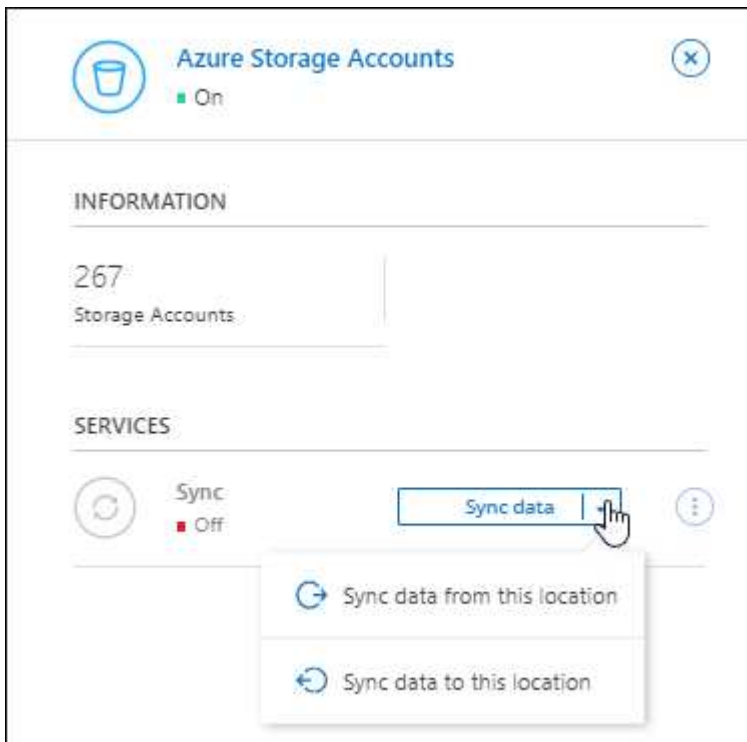 Azure Storage Accounts
On
INFORMATION
267
Storage Accounts
SERVICES
Sync
Off
Sync data
Sync data from this location
Sync data to this location